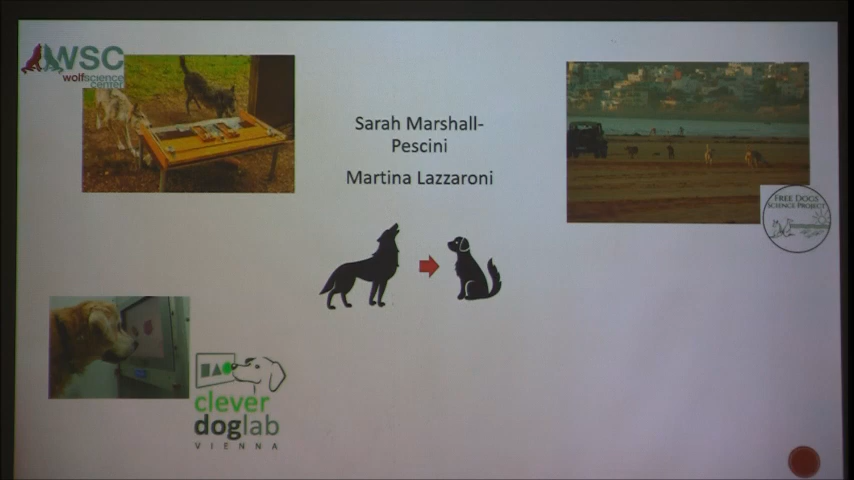 WSC
wolfscience
center
Sarah Marshall-
Pescini
Martina Lazzaroni
FREE DOGS
SCIENCE PROJECT
clever
doglab
VIENNA